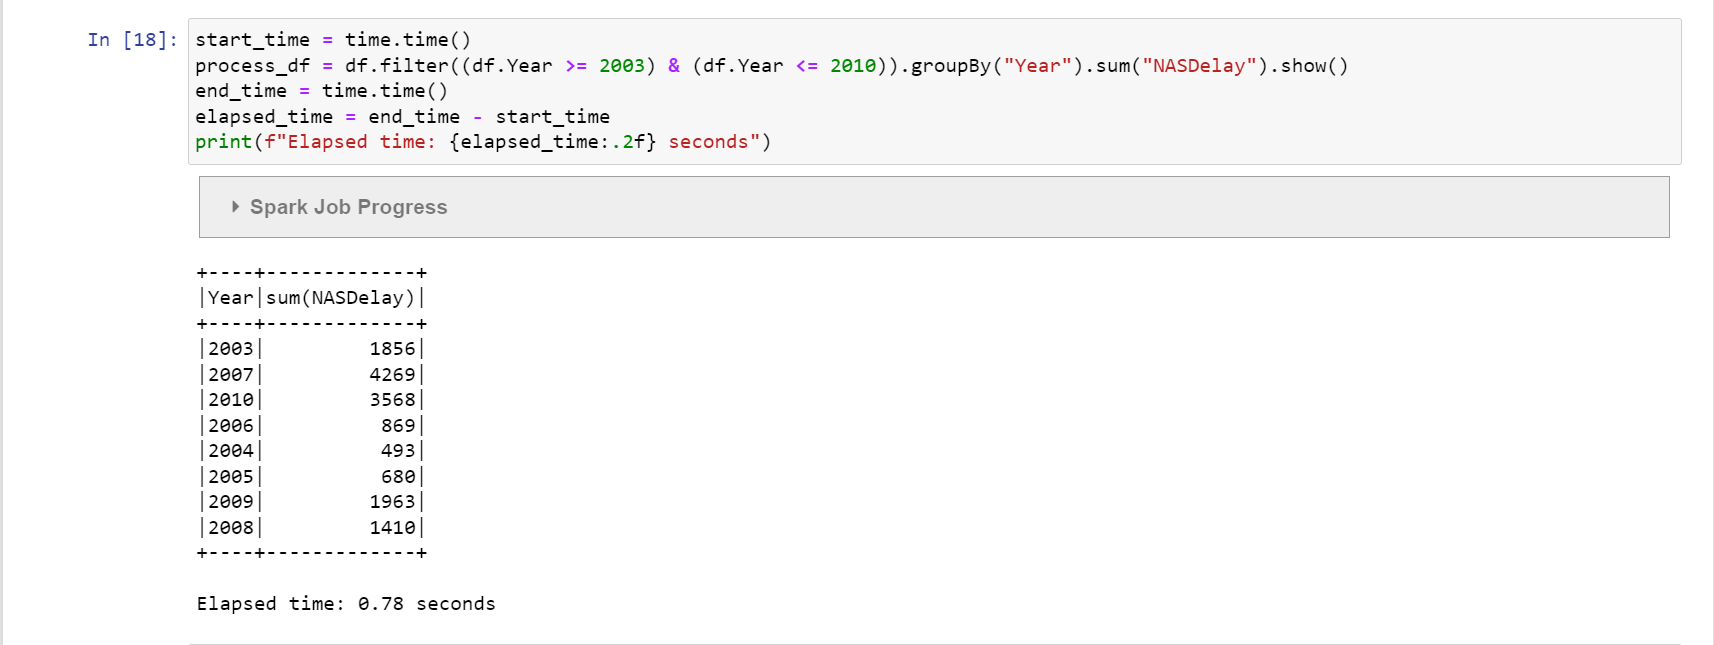 In [18]: start_time = time.time()
process_df = df.filter((df.Year >= 2003) & (df.Year <= 2010)).groupBy("Year").sum("NASDelay").show()
end_time = time.time()
elapsed_time = end_time - start_time
print(f"Elapsed time: {elapsed_time:.2f} seconds")
Spark Job Progress
+----+-------------+
|Year|sum(NASDelay)|
+----+-------------+
|2003|         1856|
|2007|         4269|
|2010|         3568|
|2006|          869|
|2004|          493|
|2005|          680|
|2009|         1963|
|2008|         1410|
+----+-------------+
Elapsed time: 0.78 seconds